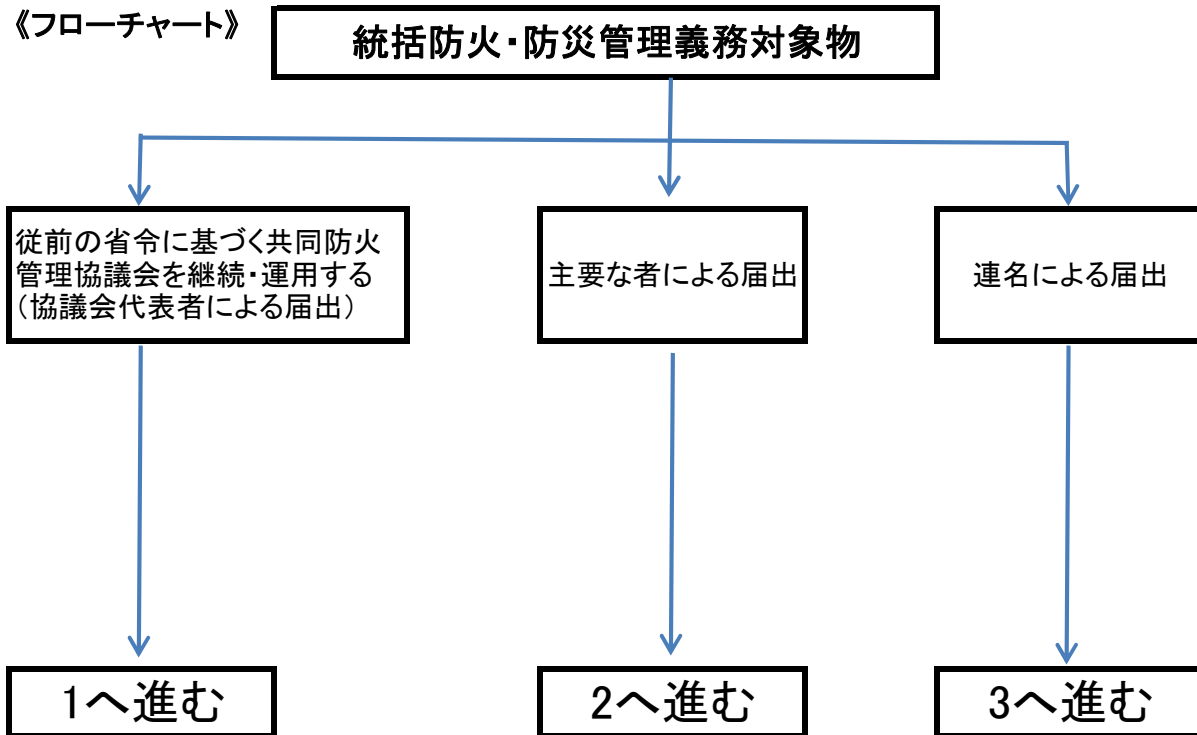 《フローチャート》
統括防火・防災管理義務対象物
従前の省令に基づく共同防火
管理協議会を継続・運用する
（協議会代表者による届出）
主要な者による届出
連名による届出
1へ進む
2へ進む
3へ進む